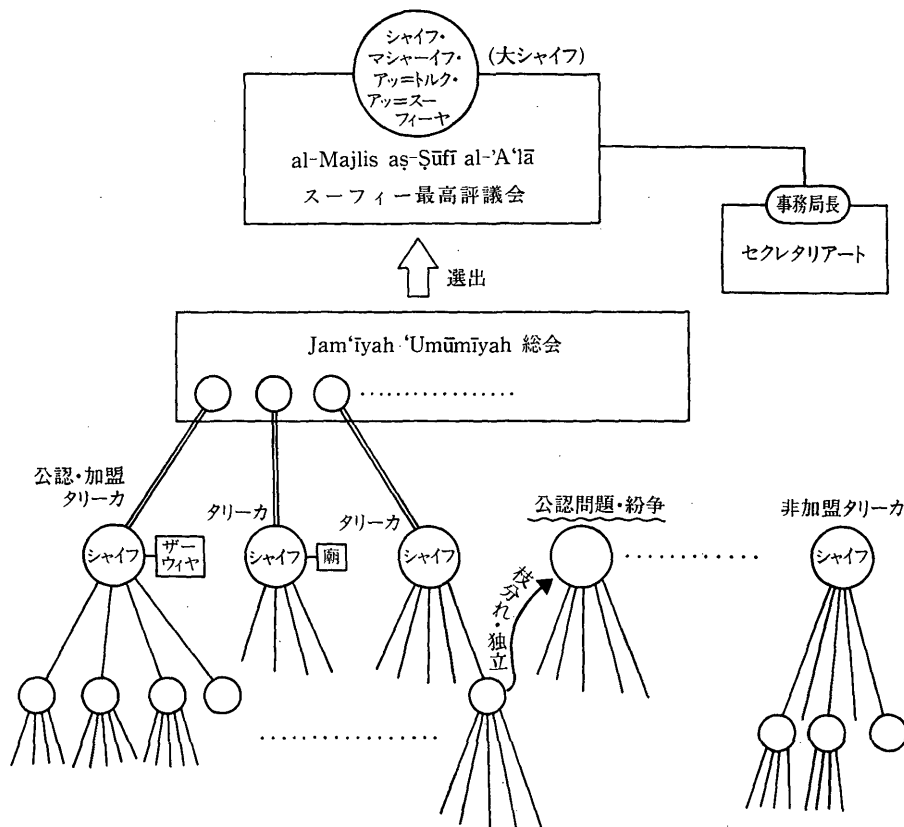 シャイフ・
マシャーイフ・
アッ=トルク・
アッ=スー
フィーヤ
(大シャイフ)
al-Majlis aṣ-Ṣūfī al-’A‘lā
スーフィー最高評議会
事務局長
セクレタリアート
選出
Jam‘īyah ‘Umūmīyah 総会
公認・加盟
タリーカ
タリーカ
タリーカ
公認問題・紛争
非加盟タリーカ
シャイフ
ザー
ウィヤ
シャイフ
廟
シャイフ
シャイフ
枝分れ・独立